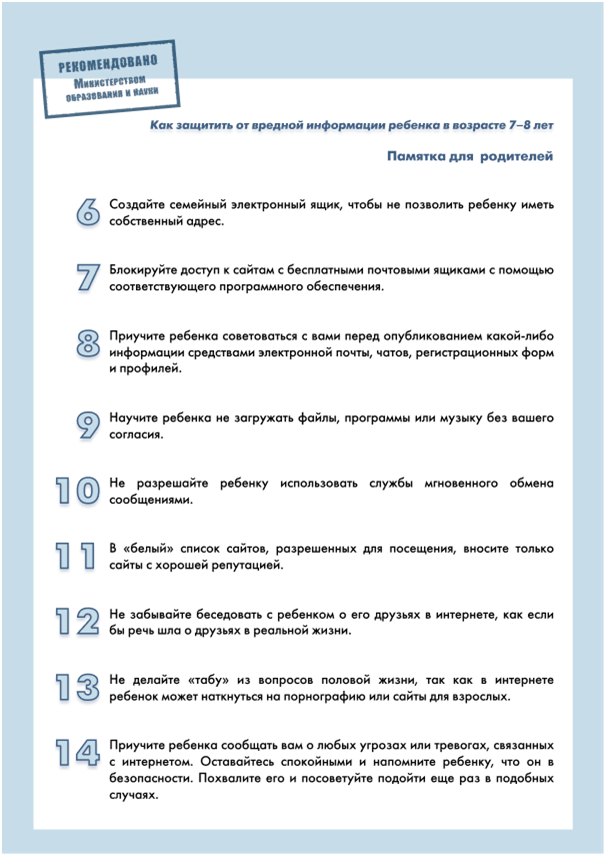 РЕКОМЕНДОВАНО
Министерством
образования и науки
Как защитить от вредной информации ребенка в возрасте 7–8 лет
Памятка для родителей
6 Создайте семейный электронный ящик, чтобы не позволить ребенку иметь
собственный адрес.
7 Блокируйте доступ к сайтам с бесплатными почтовыми ящиками с помощью
соответствующего программного обеспечения.
8 Приучите ребенка советоваться с вами перед опубликованием какой-либо
информации средствами электронной почты, чатов, регистрационных форм
и профилей.
9 Научите ребенка не загружать файлы, программы или музыку без вашего
согласия.
10 Не разрешайте ребенку использовать службы мгновенного обмена
сообщениями.
11 В «белый» список сайтов, разрешенных для посещения, вносите только
сайты с хорошей репутацией.
12 Не забывайте беседовать с ребенком о его друзьях в интернете, как если
бы речь шла о друзьях в реальной жизни.
13 Не делайте «табу» из вопросов половой жизни, так как в интернете
ребенок может наткнуться на порнографию или сайты для взрослых.
14 Приучите ребенка сообщать вам о любых угрозах или тревогах, связанных
с интернетом. Оставайтесь спокойными и напомните ребенку, что он в
безопасности. Похвалите его и посоветуйте подойти еще раз в подобных
случаях.